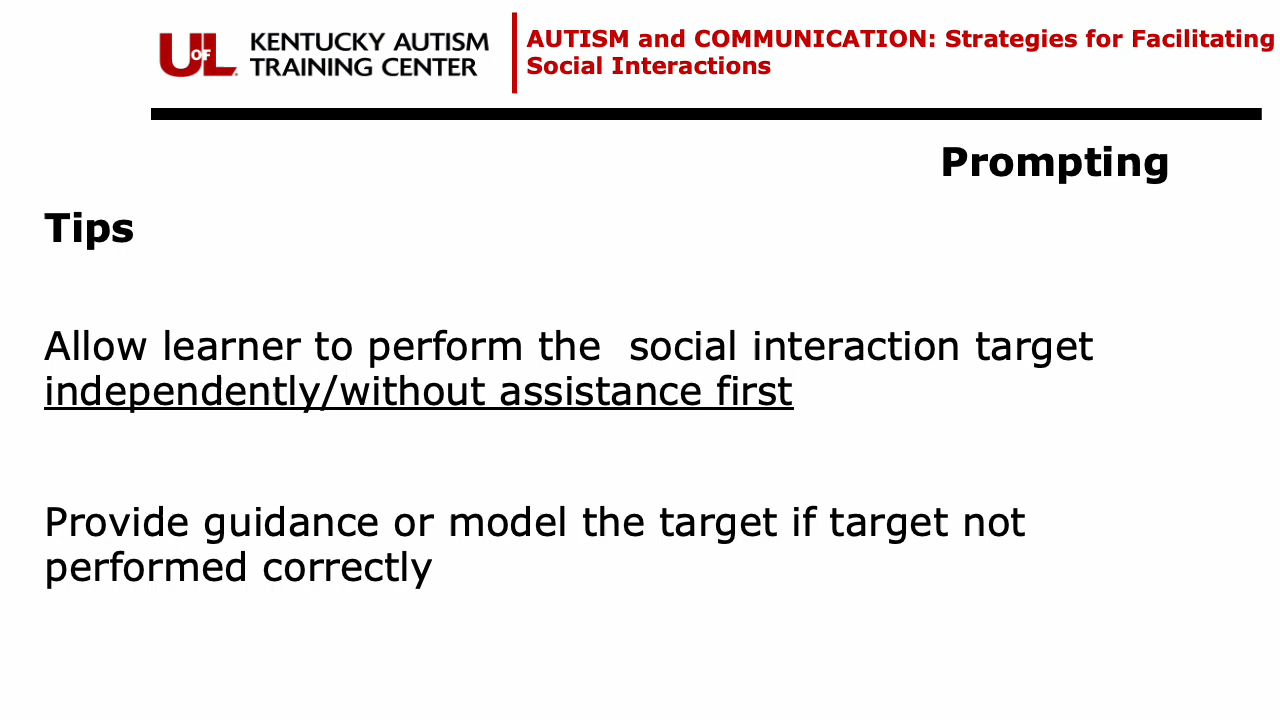 UofL KENTUCKY AUTISM
TRAINING CENTER
AUTISM and COMMUNICATION: Strategies for Facilitating
Social Interactions
Prompting
Tips
Allow learner to perform the  social interaction target
independently/without assistance first
Provide guidance or model the target if target not
performed correctly